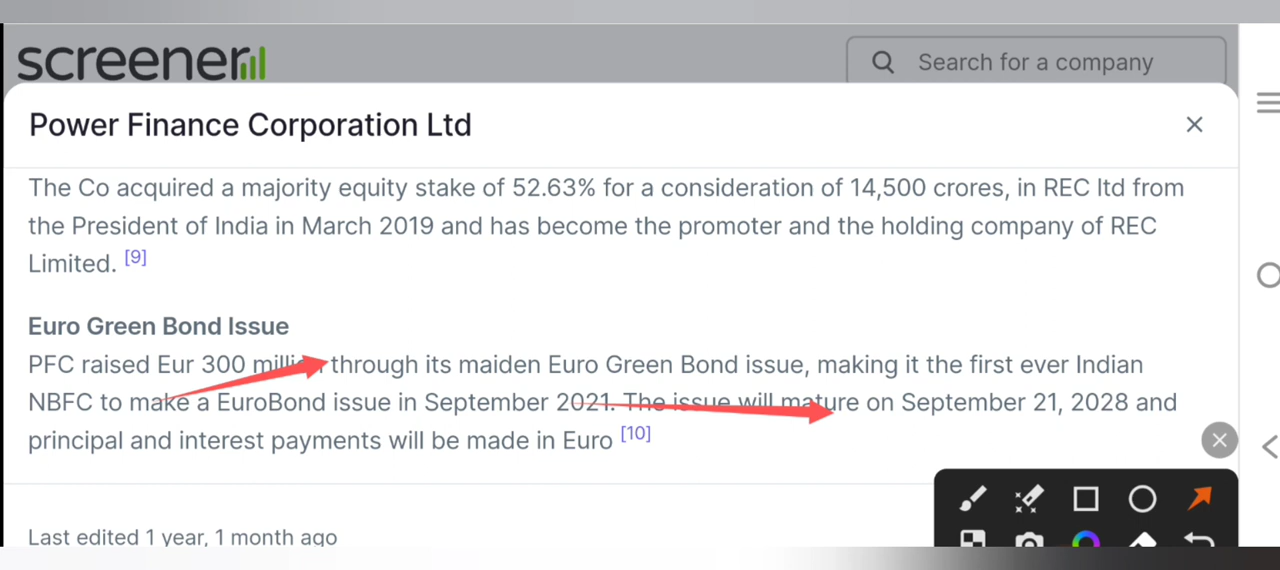 screener
Search for a company
Power Finance Corporation Ltd
The Co acquired a majority equity stake of 52.63% for a consideration of 14,500 crores, in REC ltd from
the President of India in March 2019 and has become the promoter and the holding company of REC
Limited. [9]
Euro Green Bond Issue
PFC raised Eur 300 million through its maiden Euro Green Bond issue, making it the first ever Indian
NBFC to make a EuroBond issue in September 2021. The issue will mature on September 21, 2028 and
principal and interest payments will be made in Euro [10]
Last edited 1 year, 1 month ago